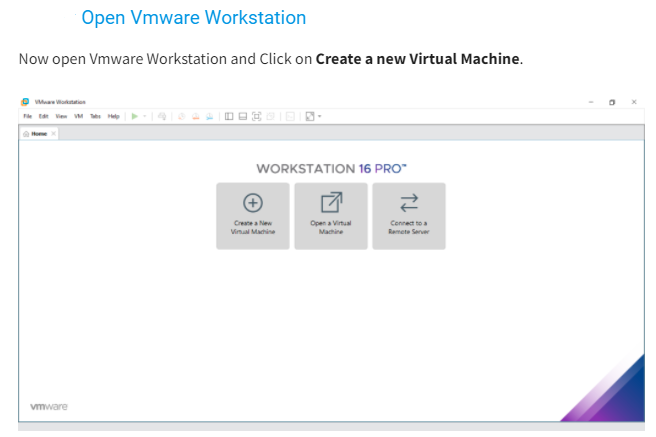 Open Vmware Workstation
Now open Vmware Workstation and Click on Create a new Virtual Machine.
VMware Workstation
File Edit View VM Tabs Help
Home
WORKSTATION 16 PRO™
Create a New
Virtual Machine
Open a Virtual
Machine
Connect to a
Remote Server
vmware